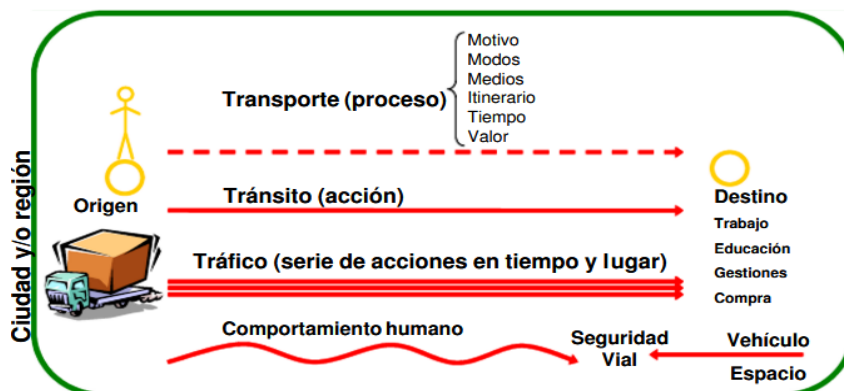 Motivo
Modos
Medios
Transporte (proceso)
Itinerario
Tiempo
Valor
Ciudad y/o región
Origen
Tránsito (acción)
Destino
Trabajo
Educación
Tráfico (serie de acciones en tiempo y lugar)
Gestiones
Compra
Comportamiento humano
Seguridad
Vial
Vehículo
Espacio